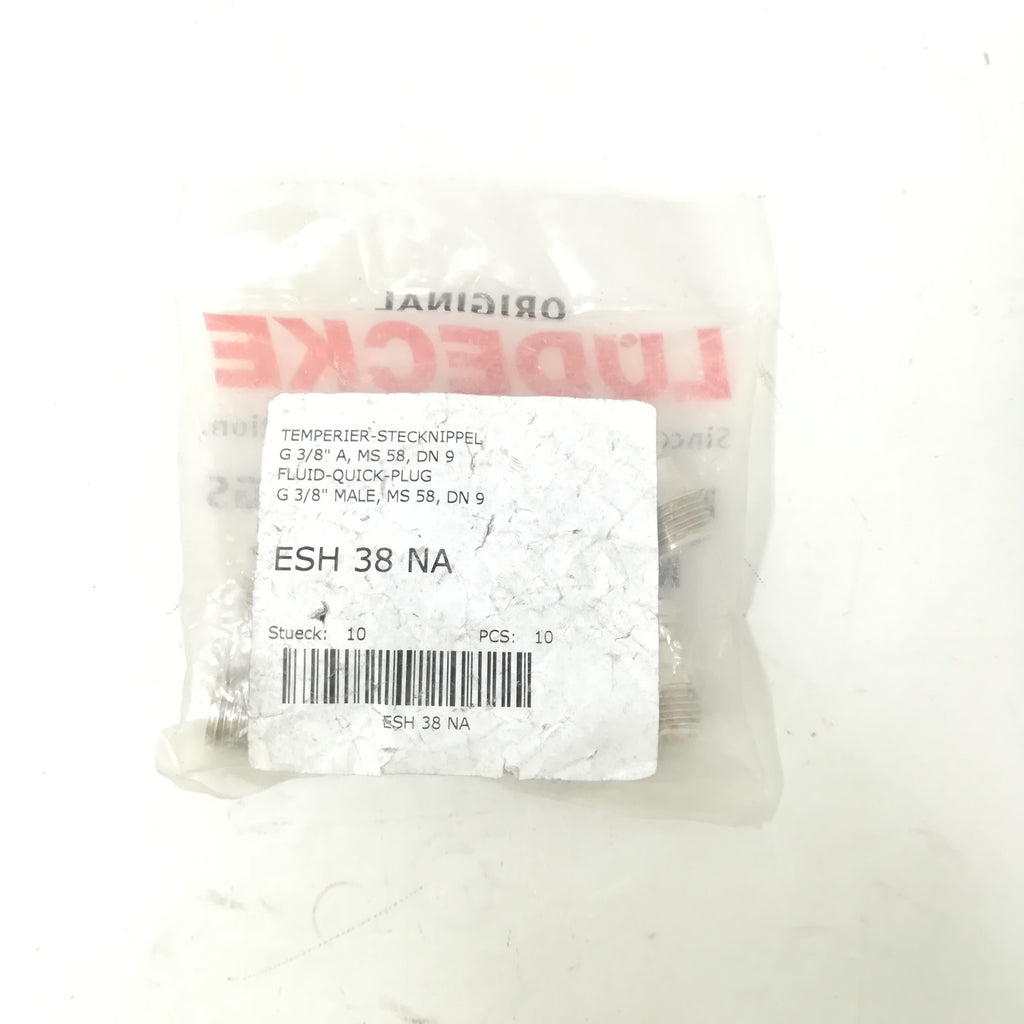 ORIGINAL
LÜDECKE
Since
TEMPERIER-STECKNIPPEL
G 3/8" A, MS 58, DN 9
FLUID-QUICK-PLUG
G 3/8" MALE, MS 58, DN 9
ESH 38 NA
Stueck: 10 PCS: 10
ESH 38 NA